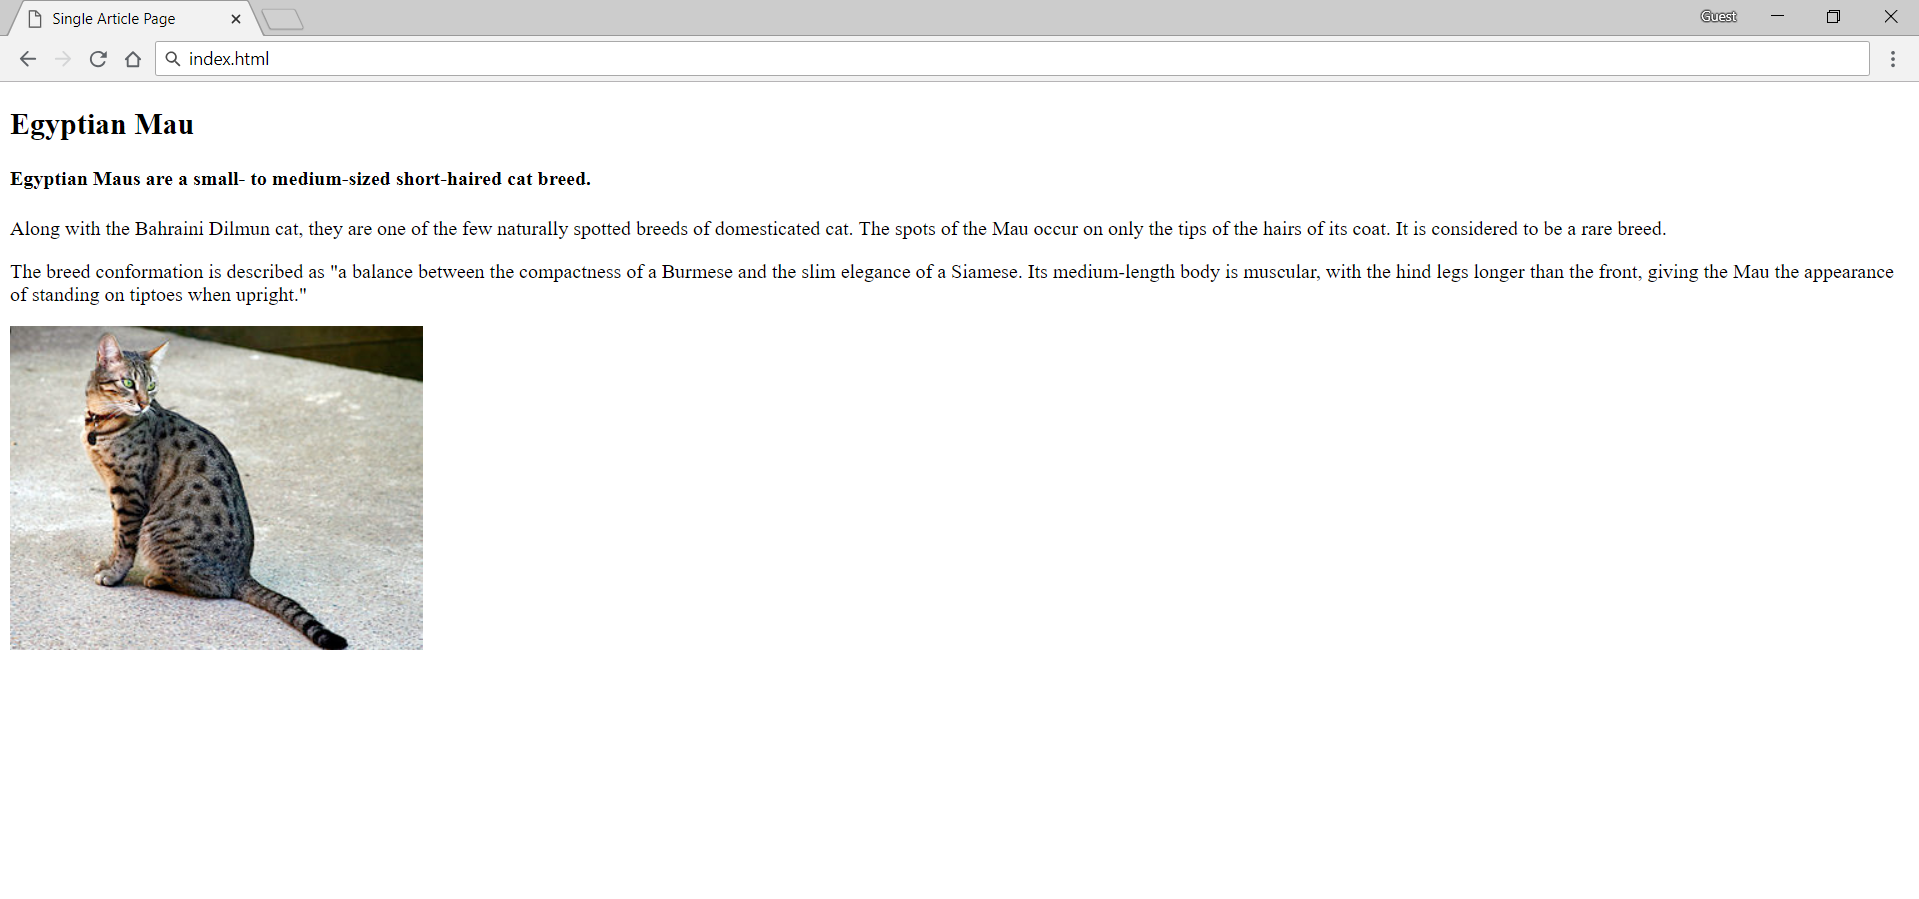 Single Article Page
Guest
index.html
Egyptian Mau
Egyptian Maus are a small- to medium-sized short-haired cat breed.
Along with the Bahraini Dilmun cat, they are one of the few naturally spotted breeds of domesticated cat. The spots of the Mau occur on only the tips of the hairs of its coat. It is considered to be a rare breed.
The breed conformation is described as "a balance between the compactness of a Burmese and the slim elegance of a Siamese. Its medium-length body is muscular, with the hind legs longer than the front, giving the Mau the appearance
of standing on tiptoes when upright."